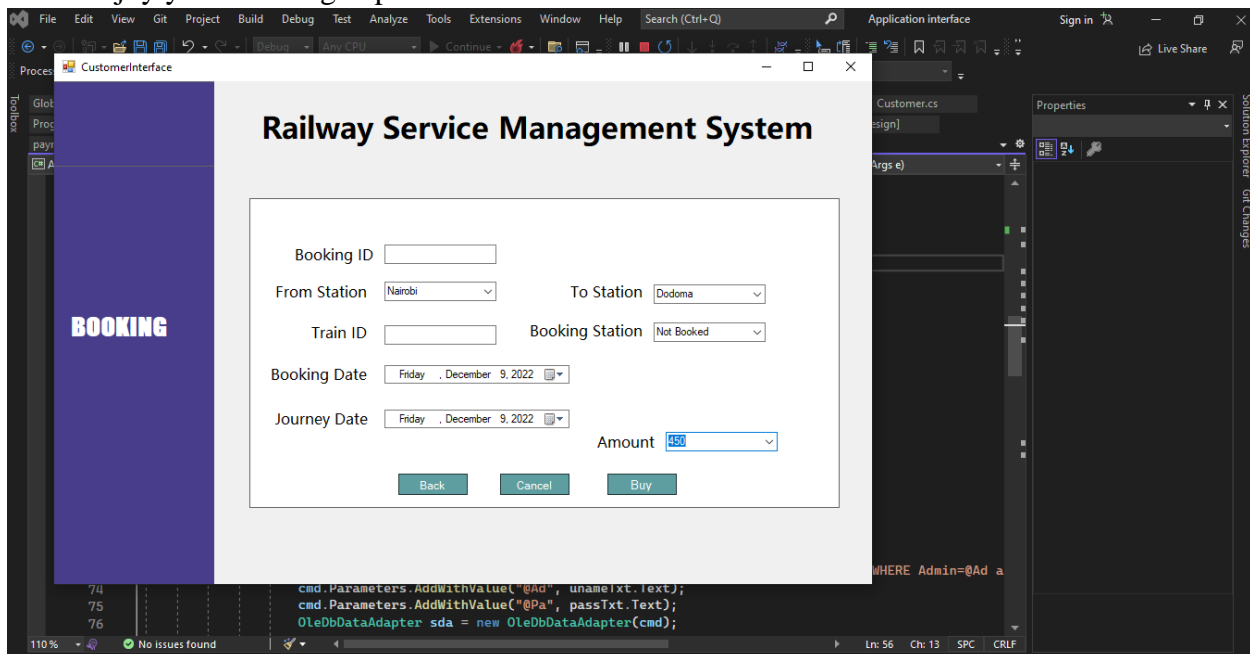 File Edit View Git Project Build Debug Test Analyze Tools Extensions Window Help Search (Ctrl+Q) Application interface Sign in
Debug Any CPU Continue Live Share
Proces CustomerInterface
Toolbox
Glob Customer.cs Properties
Prog esign]
payn
C# A Args e)
Solution Explorer Git Changes
Railway Service Management System
Booking ID
From Station Nairobi To Station Dodoma
BOOKING
Train ID Booking Station Not Booked
Booking Date Friday , December 9, 2022
Journey Date Friday , December 9, 2022
Amount 450
Back Cancel Buy
WHERE Admin=@Ad a
74 cmd.Parameters.AddWithValue("@Ad", unameTxt.Text);
75 cmd.Parameters.AddWithValue("@Pa", passTxt.Text);
76 OleDbDataAdapter sda = new OleDbDataAdapter(cmd);
110 % No issues found Ln: 56 Ch: 13 SPC CRLF